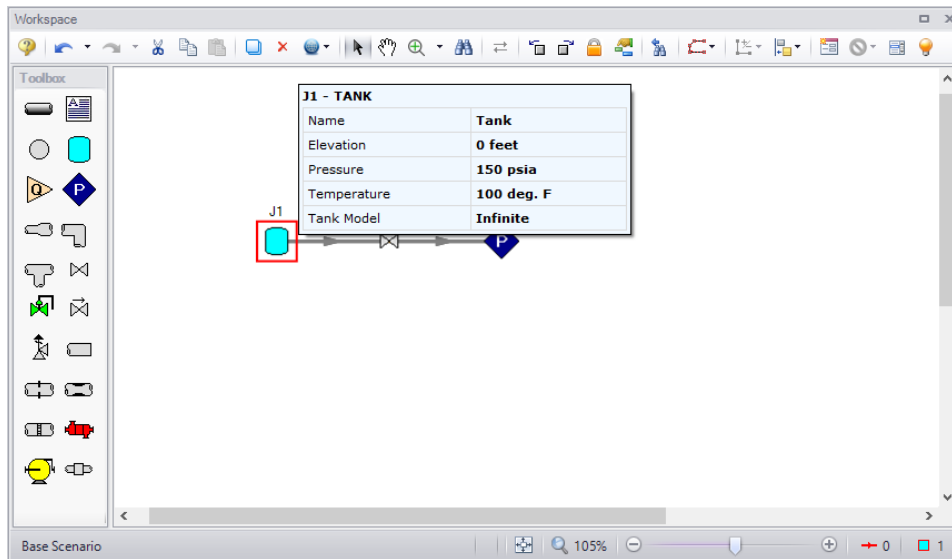 Workspace
Toolbox
J1 - TANK
Name Tank
Elevation 0 feet
Pressure 150 psia
Temperature 100 deg. F
Tank Model Infinite
J1
P
Q P
Base Scenario 105% 0 1